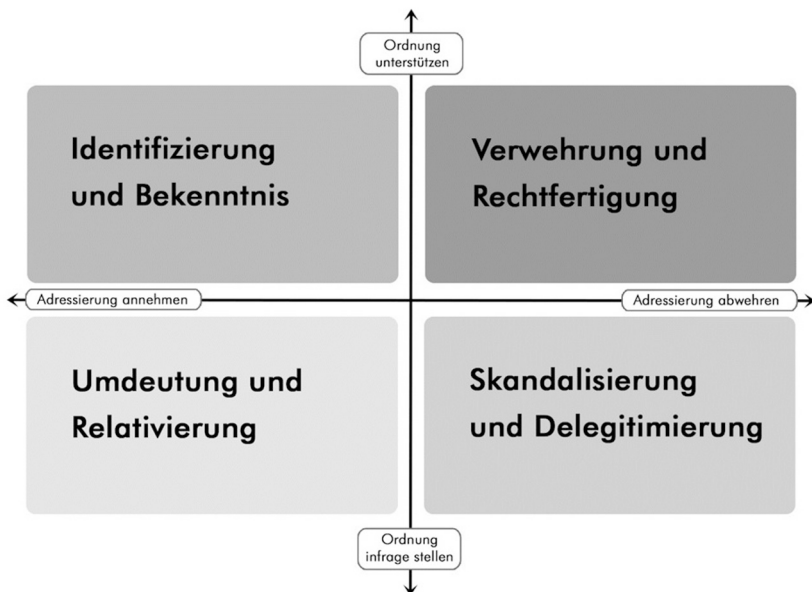 Ordnung
unterstützen
Identifizierung
und Bekenntnis
Verwehrung und
Rechtfertigung
Adressierung annehmen
Adressierung abwehren
Umdeutung und
Relativierung
Skandalisierung
und Delegitimierung
Ordnung
infrage stellen